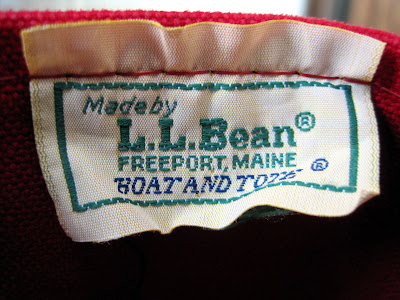 Made by
L.L.Bean®
FREEPORT, MAINE
BOAT AND TOTE ®